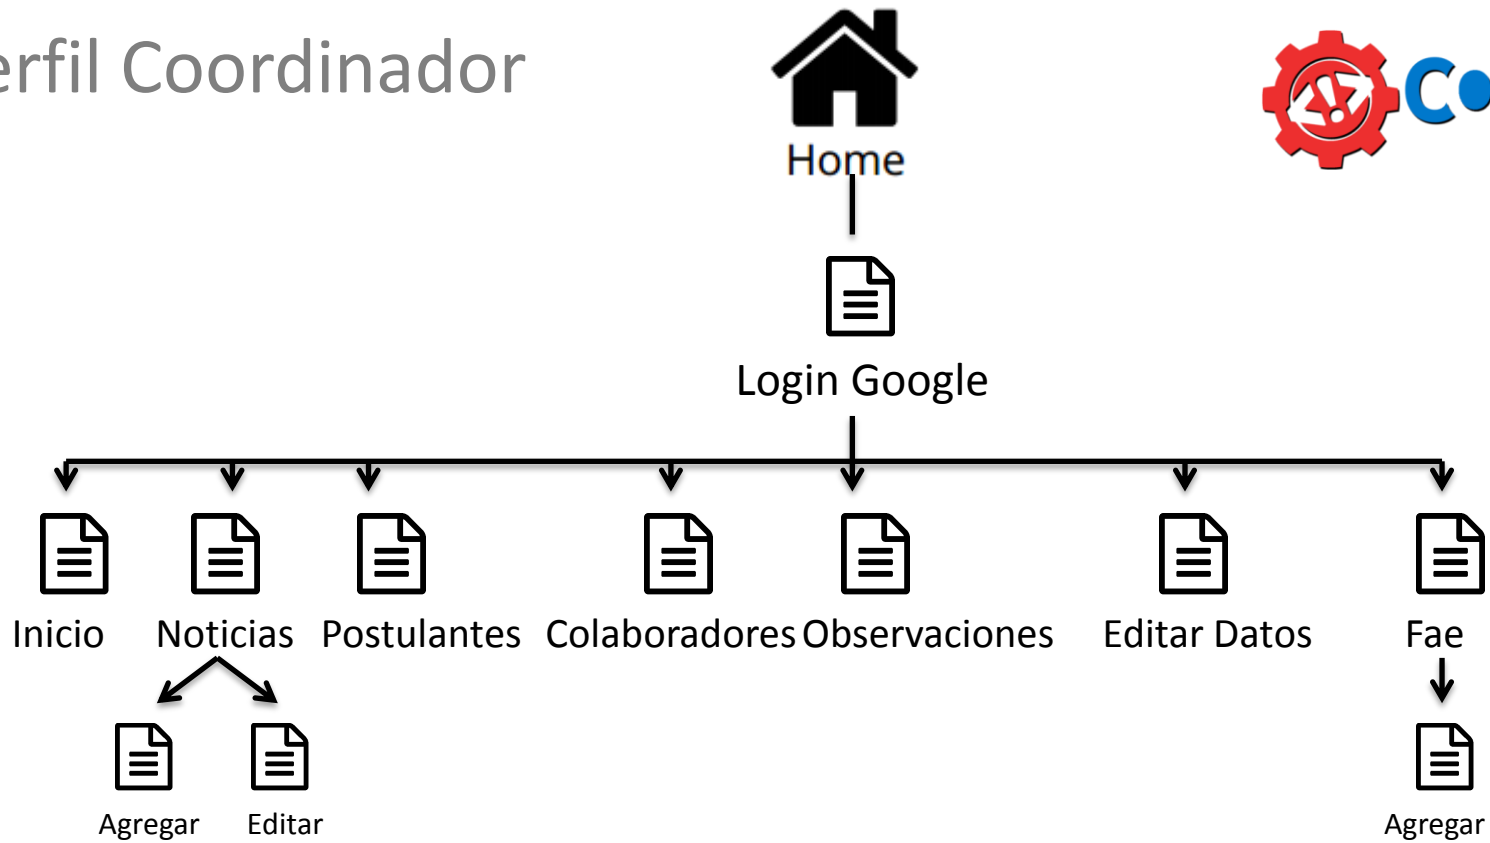 erfil Coordinador
Home
Login Google
Inicio Noticias Postulantes Colaboradores Observaciones Editar Datos Fae
Agregar Editar Agregar